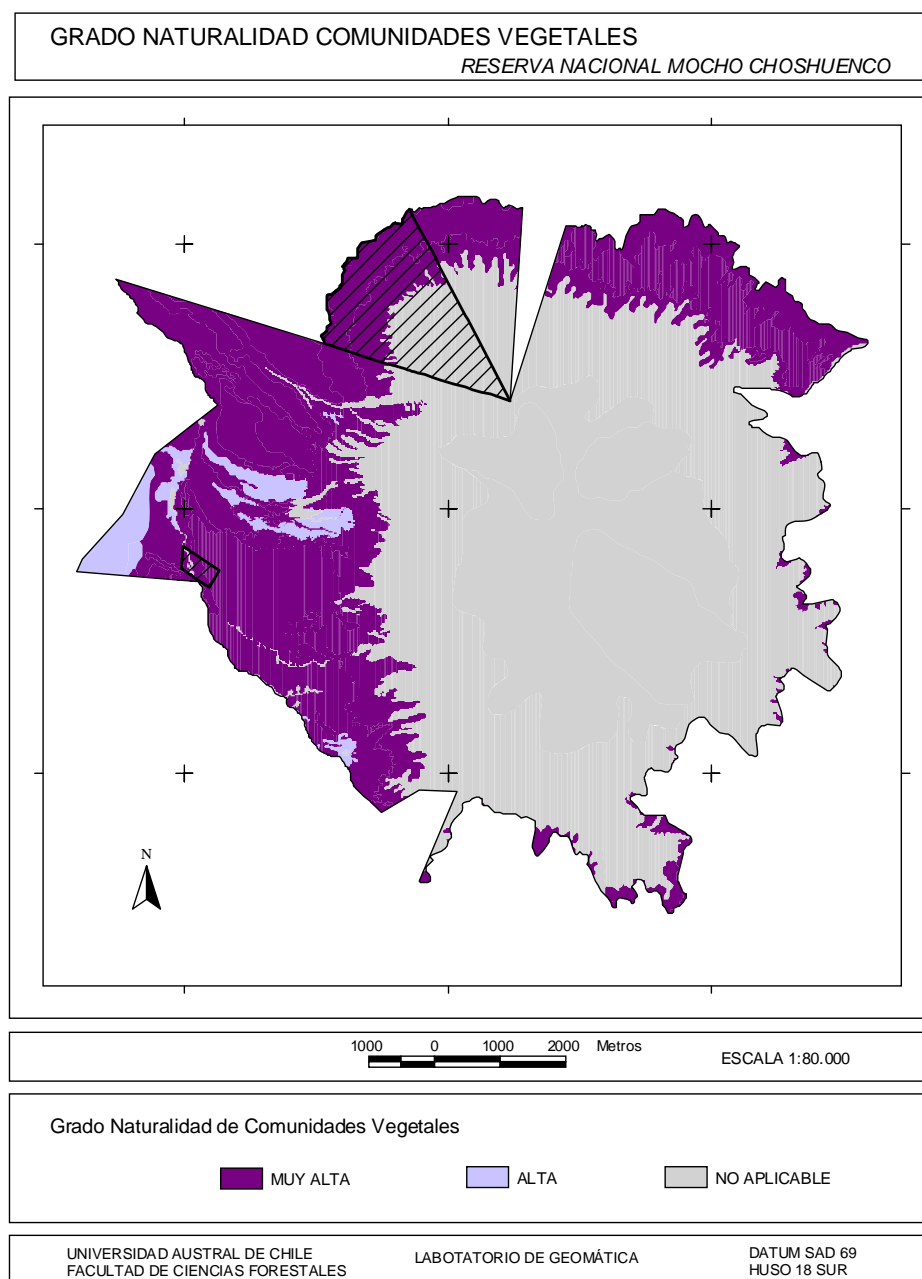 GRADO NATURALIDAD COMUNIDADES VEGETALES
RESERVA NACIONAL MOCHO CHOSHUENCO
N
1000 0 1000 2000 Metros
ESCALA 1:80.000
Grado Naturalidad de Comunidades Vegetales
MUY ALTA ALTA NO APLICABLE
UNIVERSIDAD AUSTRAL DE CHILE
FACULTAD DE CIENCIAS FORESTALES
LABOTATORIO DE GEOMÁTICA
DATUM SAD 69
HUSO 18 SUR